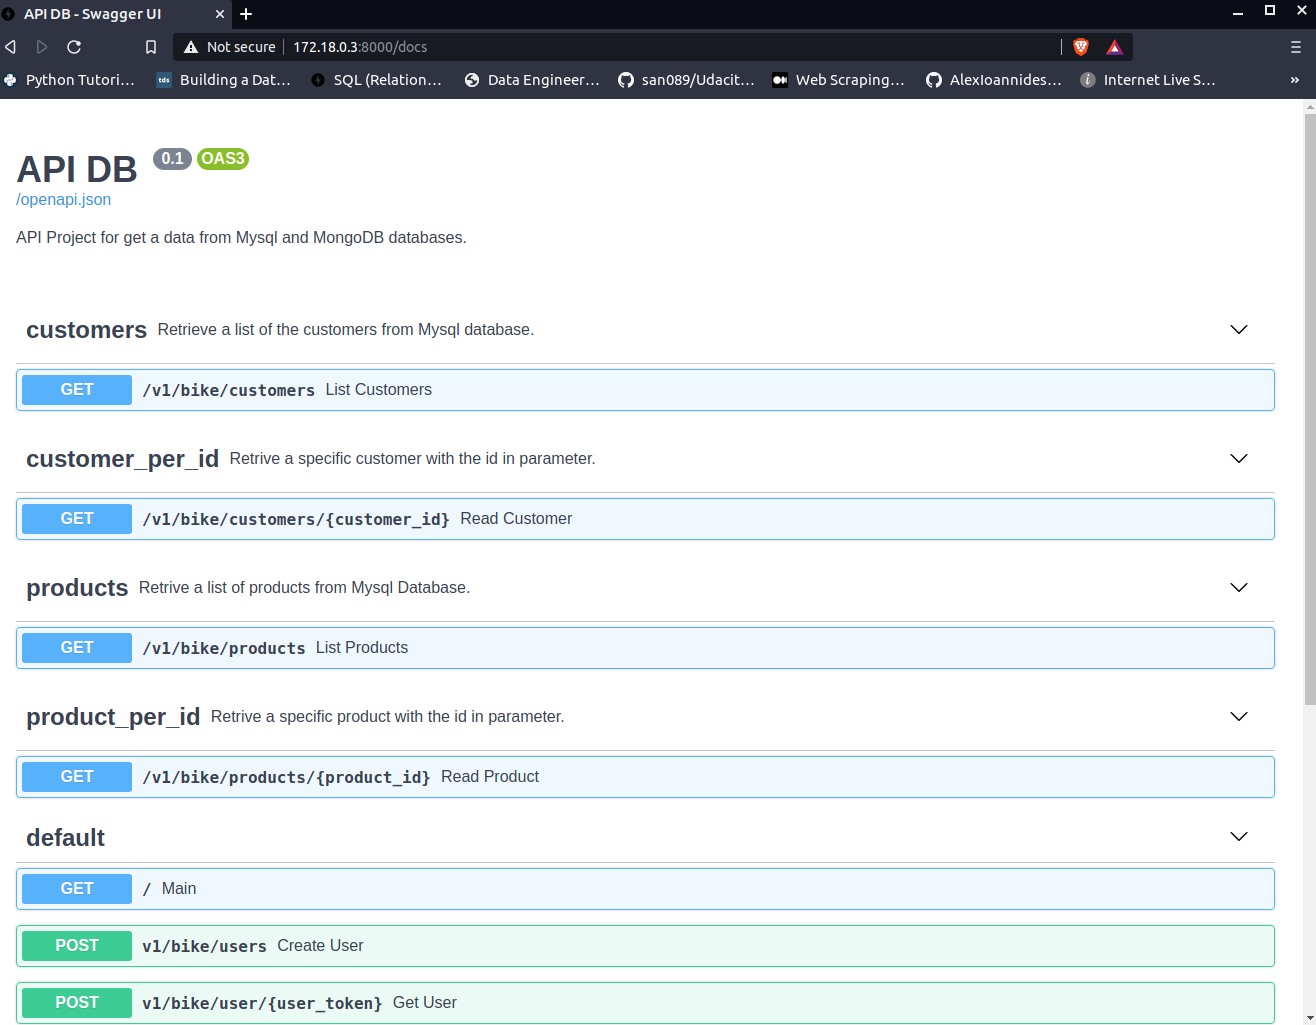 API DB - Swagger UI
Not secure 172.18.0.3:8000/docs
Python Tutori... tds Building a Dat... SQL (Relation... Data Engineer... san089/Udacit... Web Scraping... AlexIoannides... Internet Live S... »
API DB 0.1 OAS3
/openapi.json
API Project for get a data from Mysql and MongoDB databases.
customers Retrieve a list of the customers from Mysql database.
GET /v1/bike/customers List Customers
customer_per_id Retrive a specific customer with the id in parameter.
GET /v1/bike/customers/{customer_id} Read Customer
products Retrive a list of products from Mysql Database.
GET /v1/bike/products List Products
product_per_id Retrive a specific product with the id in parameter.
GET /v1/bike/products/{product_id} Read Product
default
GET / Main
POST v1/bike/users Create User
POST v1/bike/user/{user_token} Get User